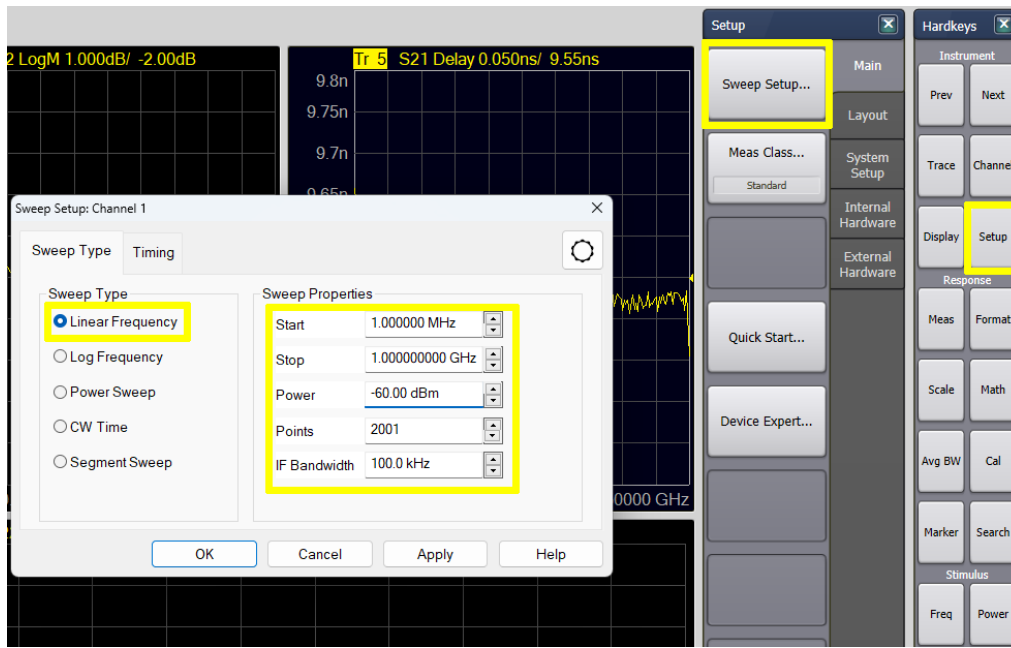 2 LogM 1.000dB/ -2.00dB
Tr 5 S21 Delay 0.050ns/ 9.55ns
9.8n
9.75n
9.7n
9.65n
0000 GHz
Sweep Setup: Channel 1
Sweep Type
Timing
Sweep Type
Linear Frequency
Log Frequency
Power Sweep
CW Time
Segment Sweep
Sweep Properties
Start 1.000000 MHz
Stop 1.000000000 GHz
Power -60.00 dBm
Points 2001
IF Bandwidth 100.0 kHz
OK Cancel Apply Help
Setup
Sweep Setup...
Meas Class...
Standard
Quick Start...
Device Expert...
Main
Layout
System
Setup
Internal
Hardware
External
Hardware
Hardkeys
Instrument
Prev Next
Trace Channel
Display Setup
Response
Meas Format
Scale Math
Avg BW Cal
Marker Search
Stimulus
Freq Power